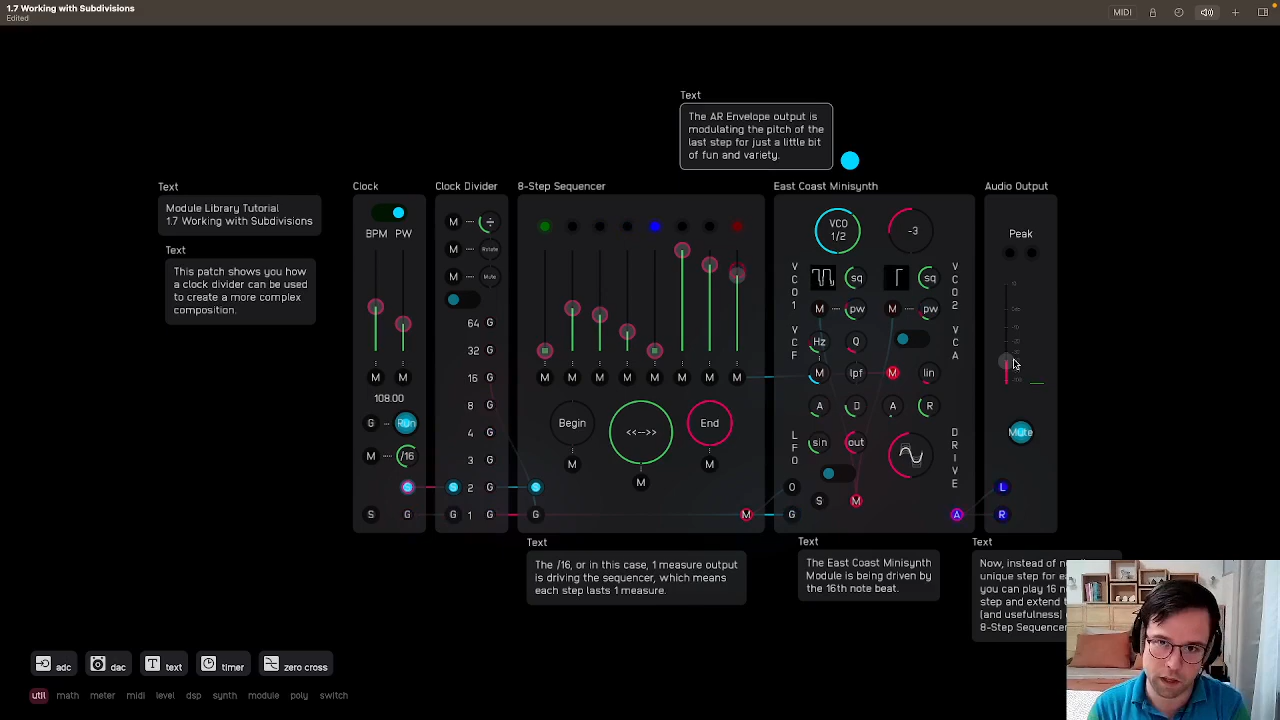 1.7 Working with Subdivisions
Edited
MIDI
Text
The AR Envelope output is
modulating the pitch of the
last step for just a little bit
of fun and variety.
Text
Module Library Tutorial
1.7 Working with Subdivisions
Text
This patch shows you how
a clock divider can be used
to create a more complex
composition.
Clock
BPM PW
M M
108.00
G Run
M /16
S
S G
Clock Divider
M ÷
M Rotate
M Mute
64 G
32 G
16 G
8 G
4 G
3 G
S 2 G
G 1 G
8-Step Sequencer
M M M M M M M M
Begin <<-->> End
M M M
S
G M
East Coast Minisynth
VCO
1/2
-3
VCO1
sq sq
VCO2
M pw M pw
VCF
Hz Q
VCA
M lpf M lin
A D A R
LFO
sin out
DRIVE
O S M
G A
Audio Output
Peak
Mute
L
R
Text
The /16, or in this case, 1 measure output
is driving the sequencer, which means
each step lasts 1 measure.
Text
The East Coast Minisynth
Module is being driven by
the 16th note beat.
Text
Now, instead of
unique step for
you can play 16
step and extend
(and usefulness)
8-Step Sequencer
adc dac text timer zero cross
util math meter midi level dsp synth module poly switch